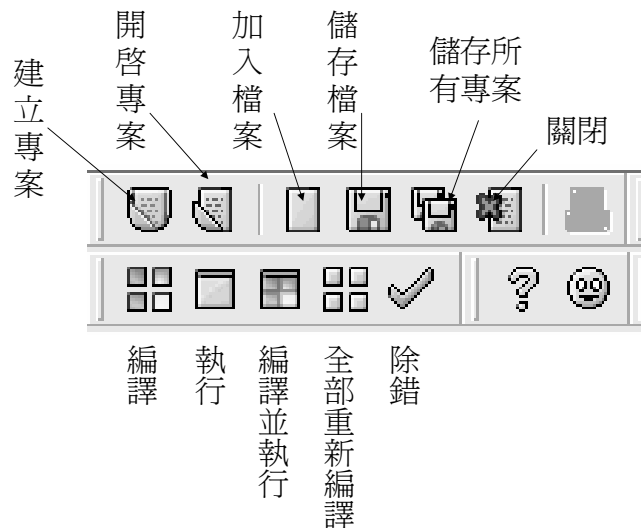 建立專案
開啓專案
加入檔案
儲存檔案
儲存所
有專案
關閉
編譯
執行
編譯並執行
全部重新編譯
除錯